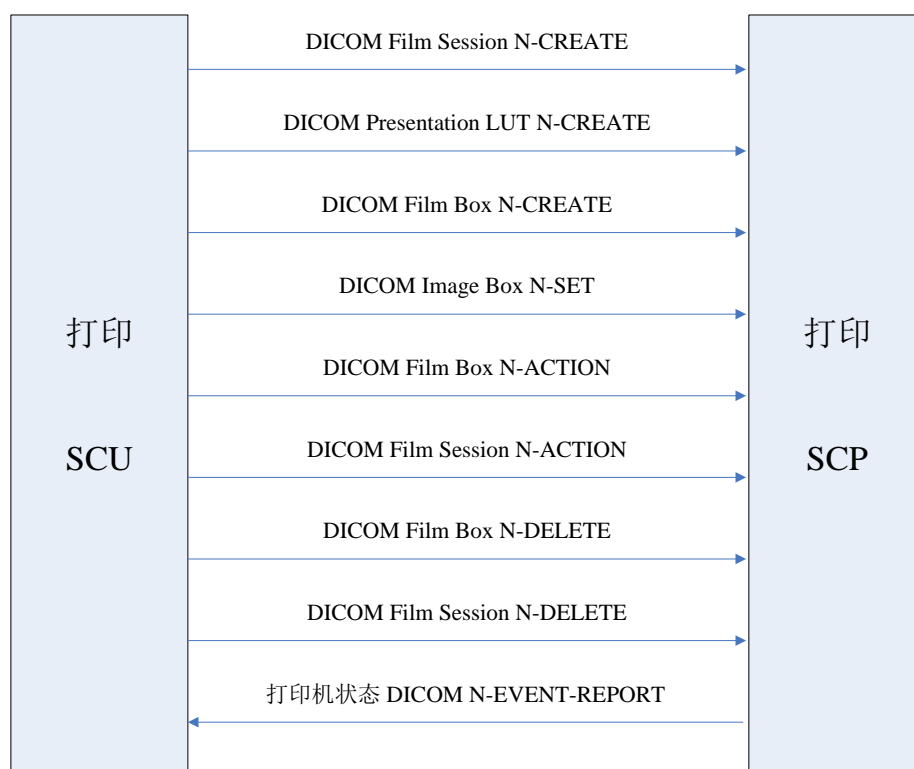 DICOM Film Session N-CREATE
DICOM Presentation LUT N-CREATE
DICOM Film Box N-CREATE
DICOM Image Box N-SET
打印
SCU
打印
SCP
DICOM Film Box N-ACTION
DICOM Film Session N-ACTION
DICOM Film Box N-DELETE
DICOM Film Session N-DELETE
打印机状态 DICOM N-EVENT-REPORT